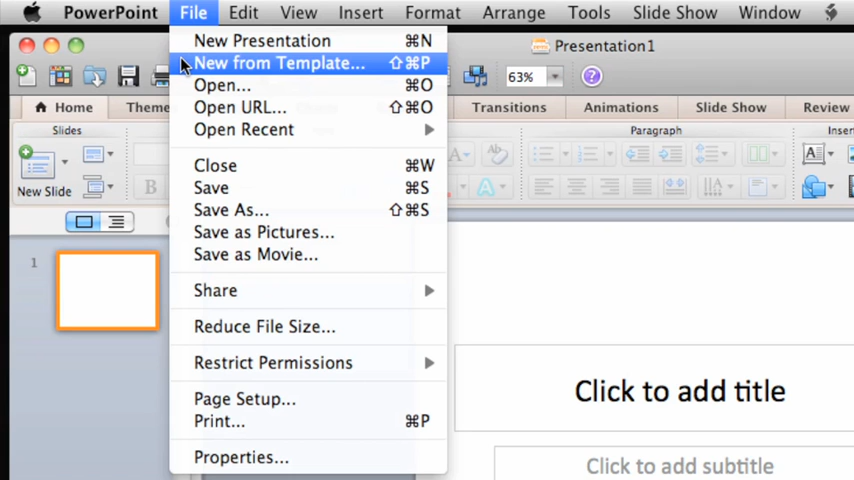 PowerPoint File Edit View Insert Format Arrange Tools Slide Show Window
Presentation1
63%
Home Theme Transitions Animations Slide Show Review
Slides Paragraph Inser
New Slide
New Presentation ⌘N
New from Template... ⇧⌘P
Open... ⌘O
Open URL... ⇧⌘O
Open Recent
Close ⌘W
Save ⌘S
Save As... ⇧⌘S
Save as Pictures...
Save as Movie...
Share
Reduce File Size...
Restrict Permissions
Page Setup...
Print... ⌘P
Properties...
1
Click to add title
Click to add subtitle